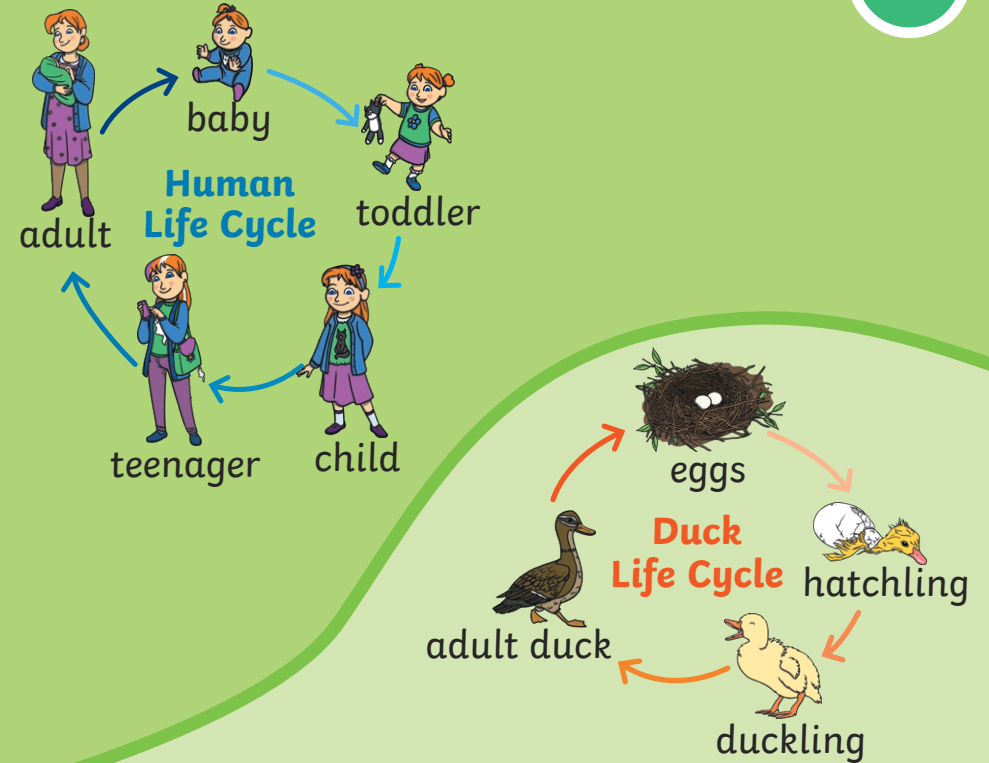 Human
Life Cycle
baby
toddler
child
teenager
adult
Duck
Life Cycle
eggs
hatchling
duckling
adult duck